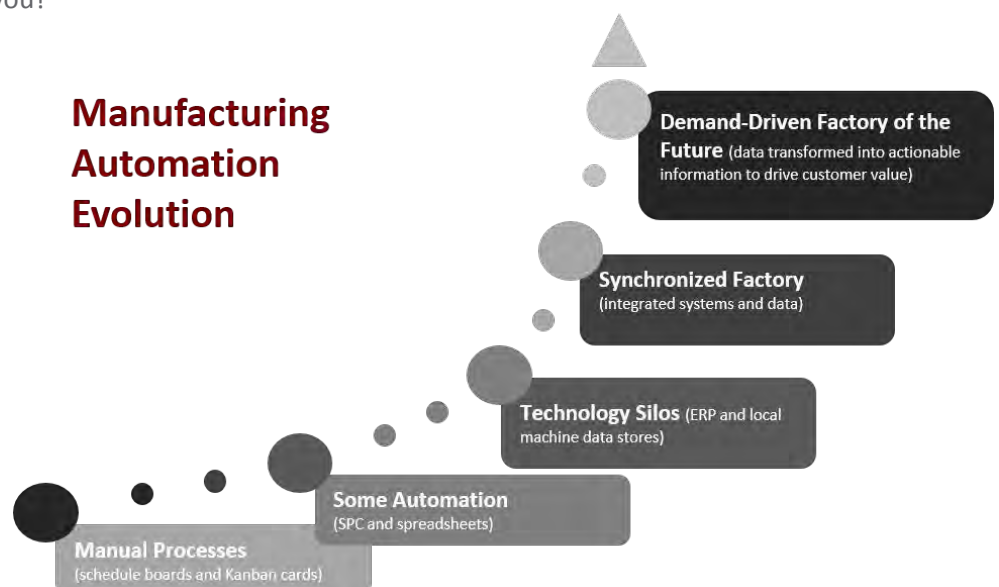 you?
Manufacturing
Automation
Evolution
Demand-Driven Factory of the
Future (data transformed into actionable
information to drive customer value)
Synchronized Factory
(integrated systems and data)
Technology Silos (ERP and local
machine data stores)
Some Automation
(SPC and spreadsheets)
Manual Processes
(schedule boards and Kanban cards)